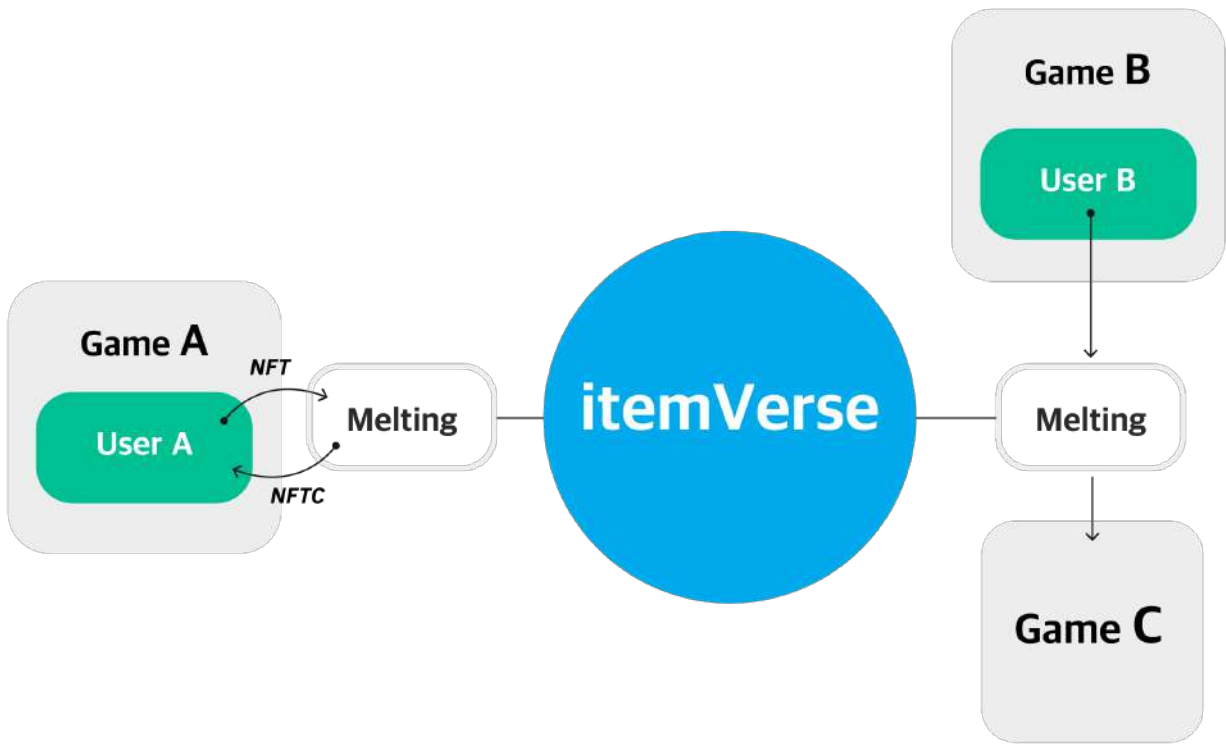 Game A
User A
NFT
NFTC
Melting
itemVerse
Game B
User B
Melting
Game C